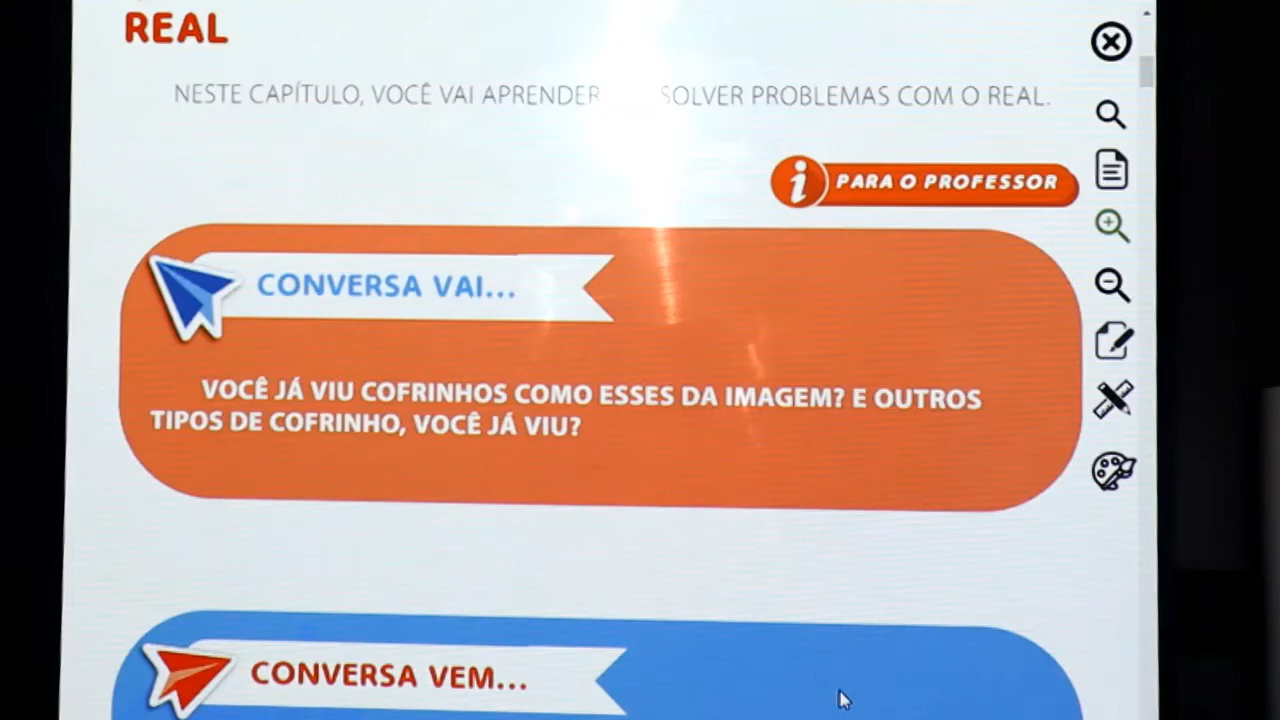 REAL
NESTE CAPÍTULO, VOCÊ VAI APRENDER SOLVER PROBLEMAS COM O REAL.
i PARA O PROFESSOR
CONVERSA VAI...
VOCÊ JÁ VIU COFRINHOS COMO ESSES DA IMAGEM? E OUTROS
TIPOS DE COFRINHO, VOCÊ JÁ VIU?
CONVERSA VEM...